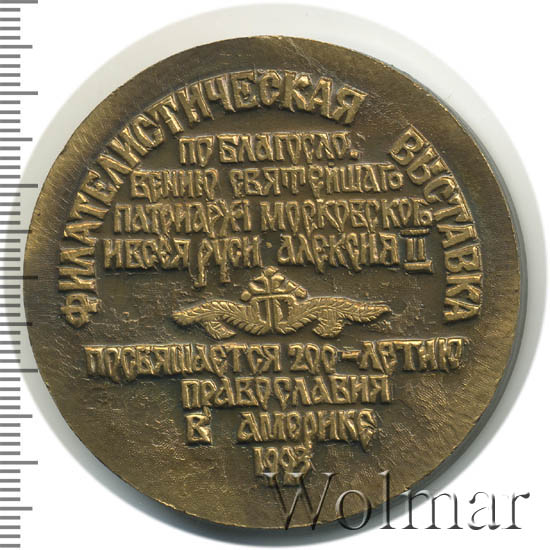 ФИЛАТЕЛИСТИЧЕСКАЯ ВЫСТАВКА
ПО БЛАГОСЛО-
ВЕНИЮ СВЯТЕЙШАГО
ПАТРИАРХА МОСКОВСКОГО
И ВСЕЯ РУСИ АЛЕКСИЯ II
ПОСВЯЩАЕТСЯ 200-ЛЕТИЮ
ПРАВОСЛАВИЯ
В АМЕРИКЕ
1993
Wolmar